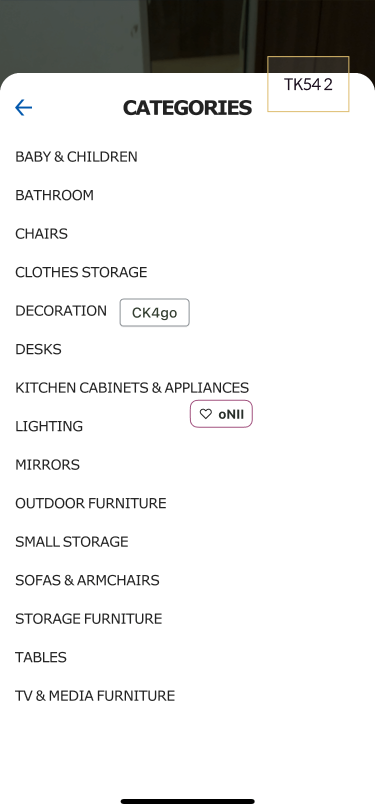 TK54 2
CATEGORIES
BABY & CHILDREN
BATHROOM
CHAIRS
CLOTHES STORAGE
DECORATION
CK4go
DESKS
KITCHEN CABINETS & APPLIANCES
oNII
LIGHTING
MIRRORS
OUTDOOR FURNITURE
SMALL STORAGE
SOFAS & ARMCHAIRS
STORAGE FURNITURE
TABLES
TV & MEDIA FURNITURE